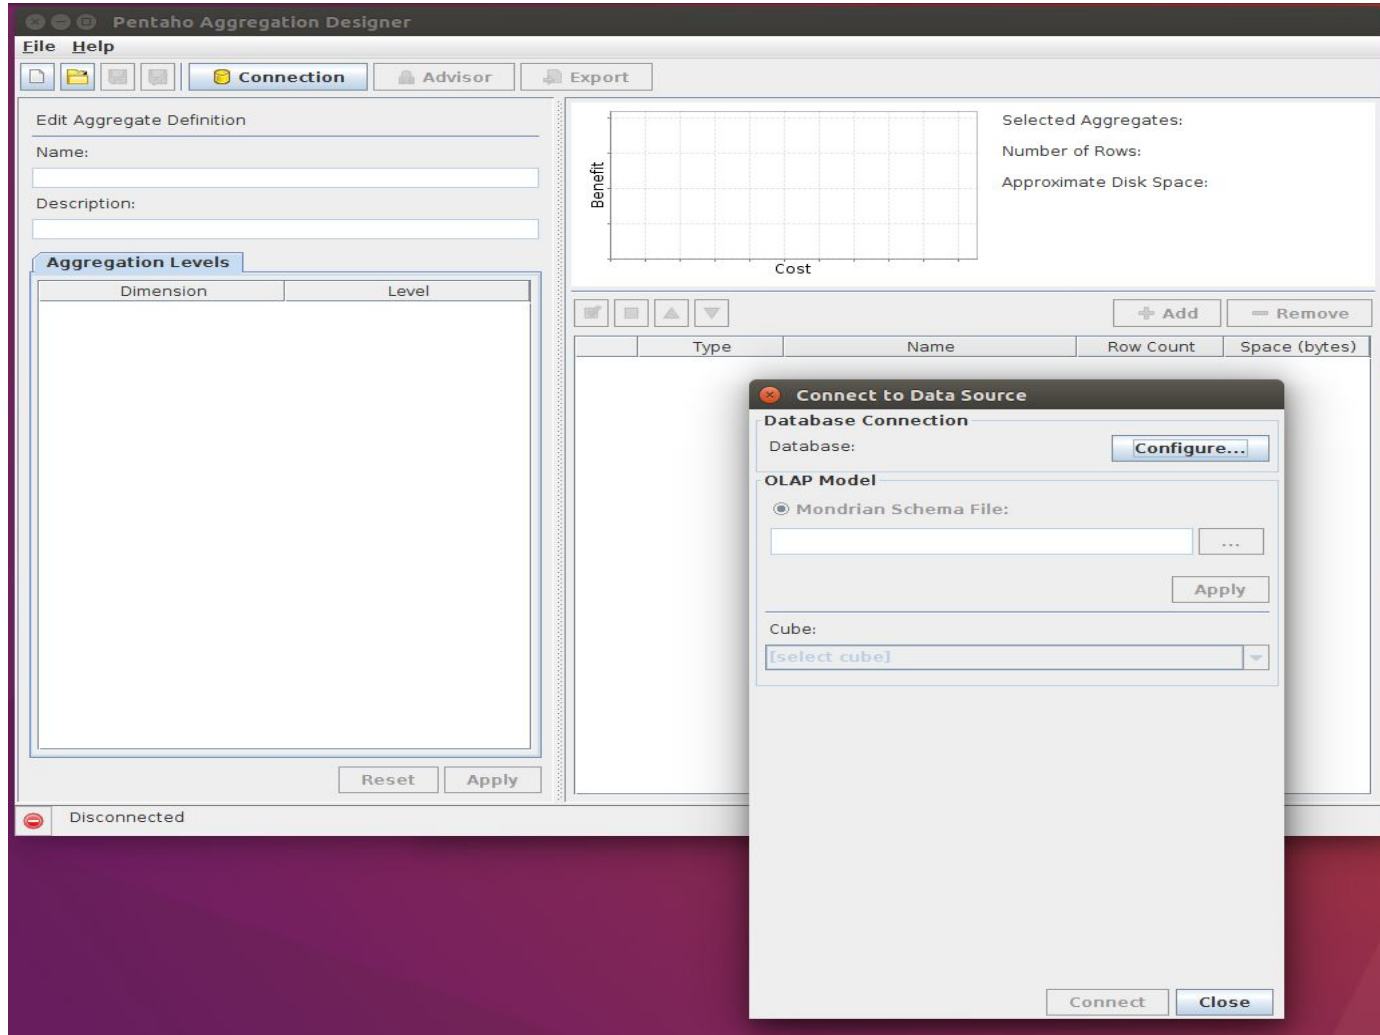 Pentaho Aggregation Designer
File Help
Connection Advisor Export
Edit Aggregate Definition
Name:
Description:
Aggregation Levels
Dimension Level
Reset Apply
Benefit
Cost
Selected Aggregates:
Number of Rows:
Approximate Disk Space:
Add Remove
Type Name Row Count Space (bytes)
Connect to Data Source
Database Connection
Database: Configure...
OLAP Model
Mondrian Schema File:
...
Apply
Cube:
[select cube]
Connect Close
Disconnected